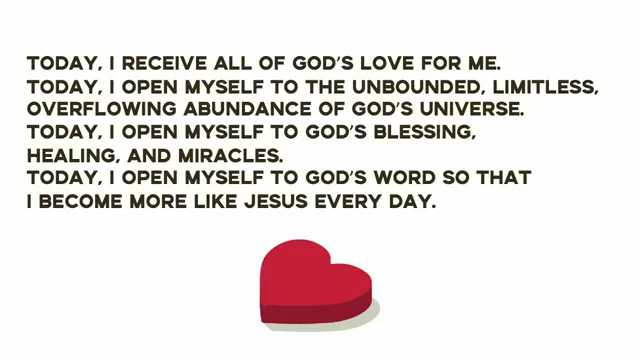 TODAY, I RECEIVE ALL OF GOD'S LOVE FOR ME.
TODAY, I OPEN MYSELF TO THE UNBOUNDED, LIMITLESS,
OVERFLOWING ABUNDANCE OF GOD'S UNIVERSE.
TODAY, I OPEN MYSELF TO GOD'S BLESSING,
HEALING, AND MIRACLES.
TODAY, I OPEN MYSELF TO GOD'S WORD SO THAT
I BECOME MORE LIKE JESUS EVERY DAY.